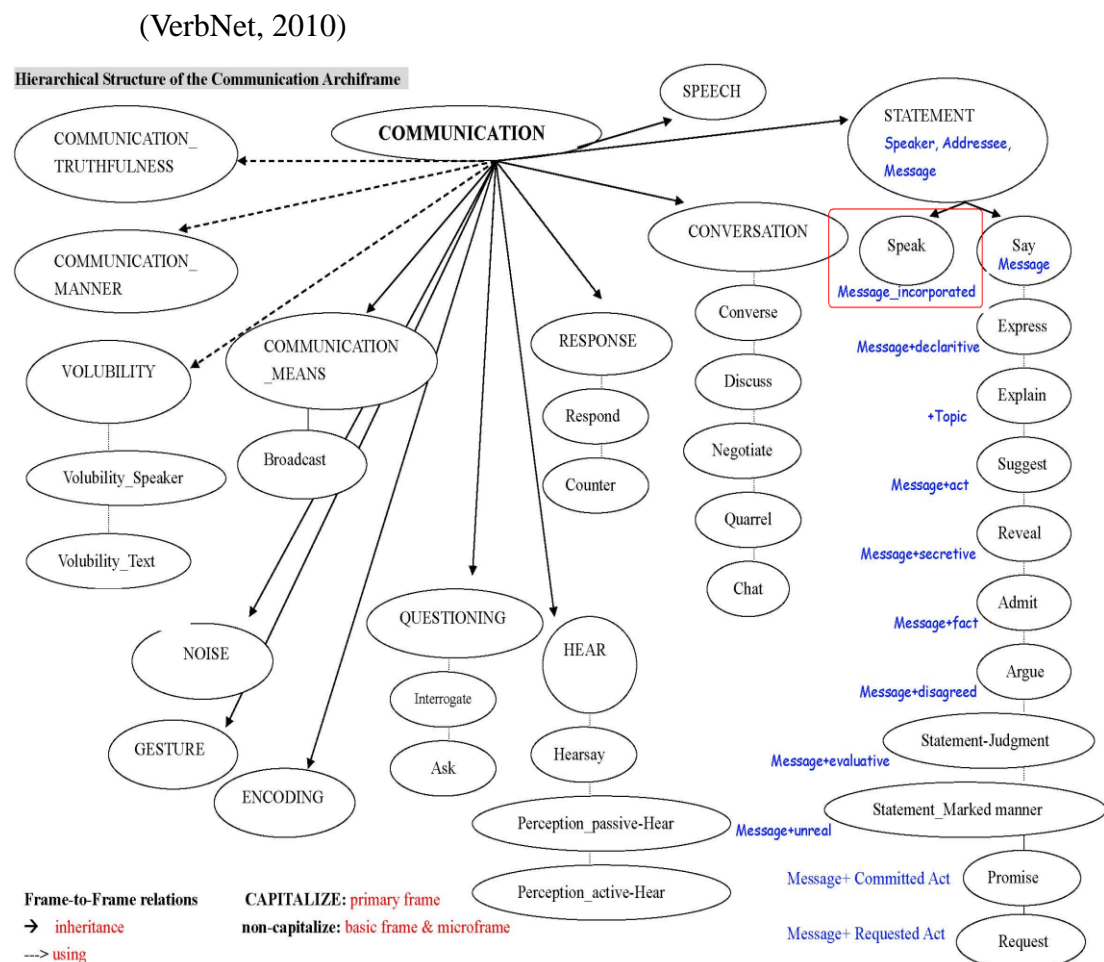 (VerbNet, 2010)
Hierarchical Structure of the Communication Archiframe
COMMUNICATION
SPEECH
STATEMENT
Speaker, Addressee,
Message
COMMUNICATION_
TRUTHFULNESS
COMMUNICATION_
MANNER
VOLUBILITY
Volubility_Speaker
Volubility_Text
COMMUNICATION
_MEANS
Broadcast
NOISE
GESTURE
ENCODING
QUESTIONING
Interrogate
Ask
HEAR
Hearsay
Perception_passive-Hear
Perception_active-Hear
RESPONSE
Respond
Counter
CONVERSATION
Converse
Discuss
Negotiate
Quarrel
Chat
Speak
Message_incorporated
Say
Message
Express
Message+declaritive
Explain
+Topic
Suggest
Message+act
Reveal
Message+secretive
Admit
Message+fact
Argue
Message+disagreed
Statement-Judgment
Message+evaluative
Statement_Marked manner
Message+unreal
Promise
Message+ Committed Act
Request
Message+ Requested Act
Frame-to-Frame relations
→ inheritance
---> using
CAPITALIZE: primary frame
non-capitalize: basic frame & microframe